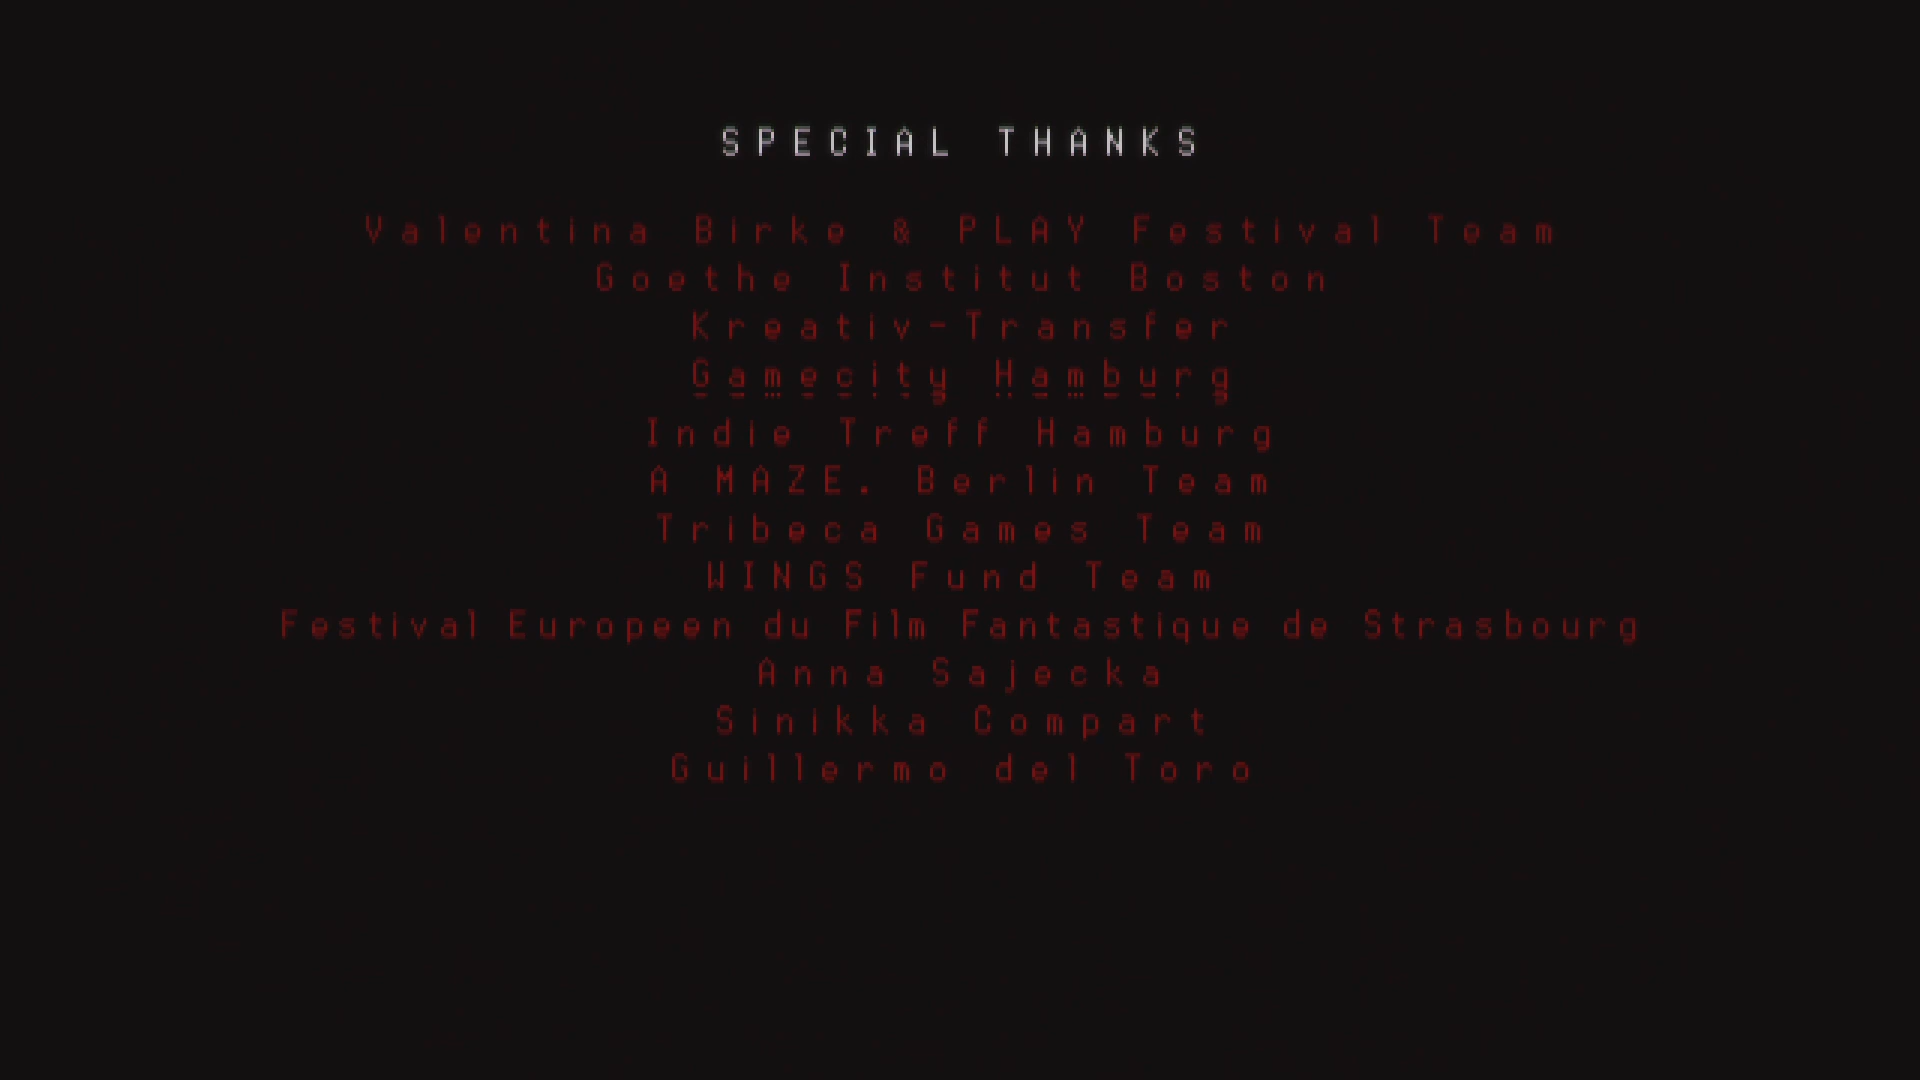 SPECIAL THANKS
Valentina Birke & PLAY Festival Team
Goethe Institut Boston
Kreativ-Transfer
Gamecity Hamburg
Indie Treff Hamburg
A MAZE. Berlin Team
Tribeca Games Team
WINGS Fund Team
Festival Europeen du Film Fantastique de Strasbourg
Anna Sajecka
Sinikka Compart
Guillermo del Toro